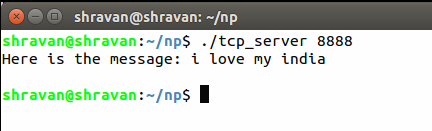 shravan@shravan: ~/np
shravan@shravan:~/np$ ./tcp_server 8888
Here is the message: i love my india
shravan@shravan:~/np$